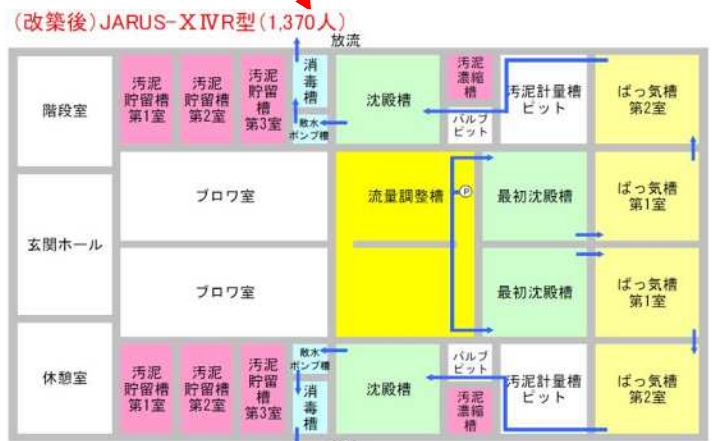 (改築後)JARUS-ⅩⅣR型(1,370人)
放流
階段室
汚泥
貯留槽
第1室
汚泥
貯留槽
第2室
汚泥
貯留
槽
第3室
消
毒
槽
散水
ポンプ槽
沈殿槽
汚泥
濃縮
槽
バルブ
ピット
汚泥計量槽
ピット
ばっ気槽
第2室
ブロワ室
流量調整槽
P
最初沈殿槽
ばっ気槽
第1室
玄関ホール
ブロワ室
最初沈殿槽
ばっ気槽
第1室
休憩室
汚泥
貯留槽
第1室
汚泥
貯留槽
第2室
汚泥
貯留
槽
第3室
散水
ポンプ槽
消
毒
槽
沈殿槽
バルブ
ピット
汚泥
濃縮
槽
汚泥計量槽
ピット
ばっ気槽
第2室